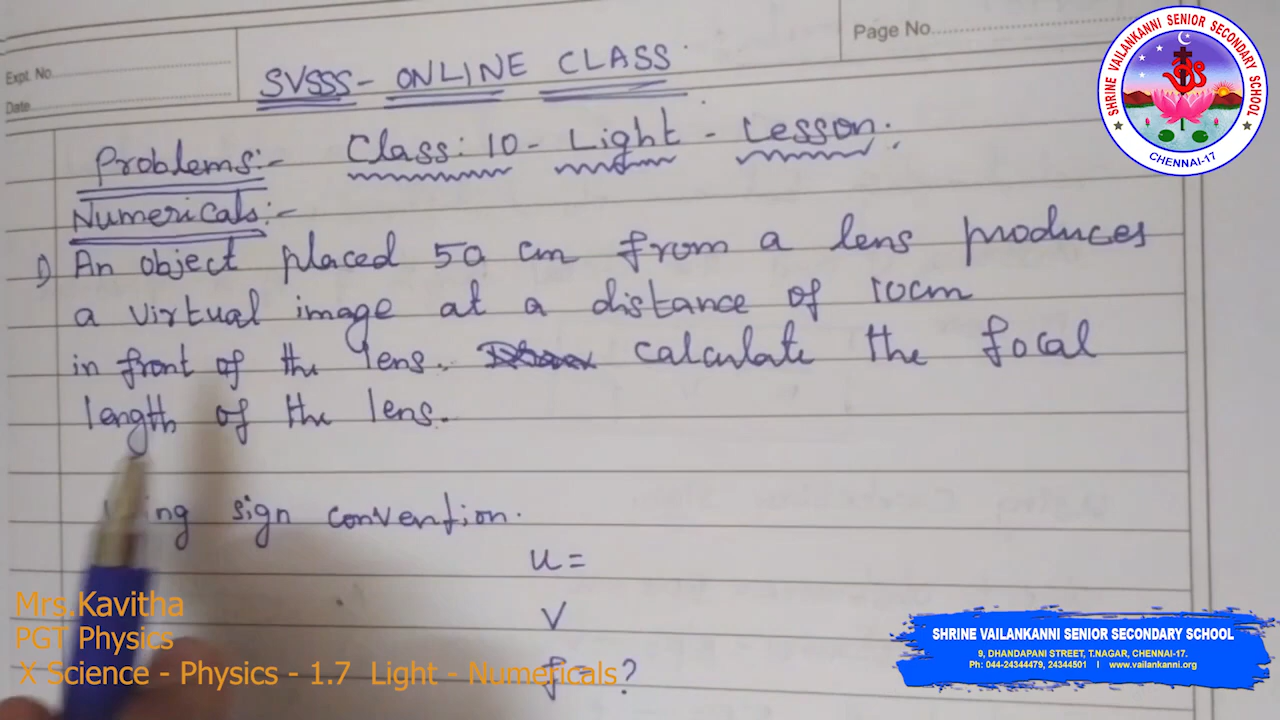 Expt. No.
Date
Page No.
SVSSS - ONLINE CLASS
Problems:- Class: 10 - Light - Lesson.
Numericals:-
1) An object placed 50 cm from a lens produces
a virtual image at a distance of 10cm
in front of the lens. calculate the focal
length of the lens.
sign convention.
u =
v
f = ?
Mrs.Kavitha
PGT Physics
X Science - Physics - 1.7 Light - Numericals
SHRINE VAILANKANNI SENIOR SECONDARY SCHOOL
CHENNAI-17
SHRINE VAILANKANNI SENIOR SECONDARY SCHOOL
9, DHANDAPANI STREET, T.NAGAR, CHENNAI-17.
Ph: 044-24344479, 24344501 I www.vailankanni.org